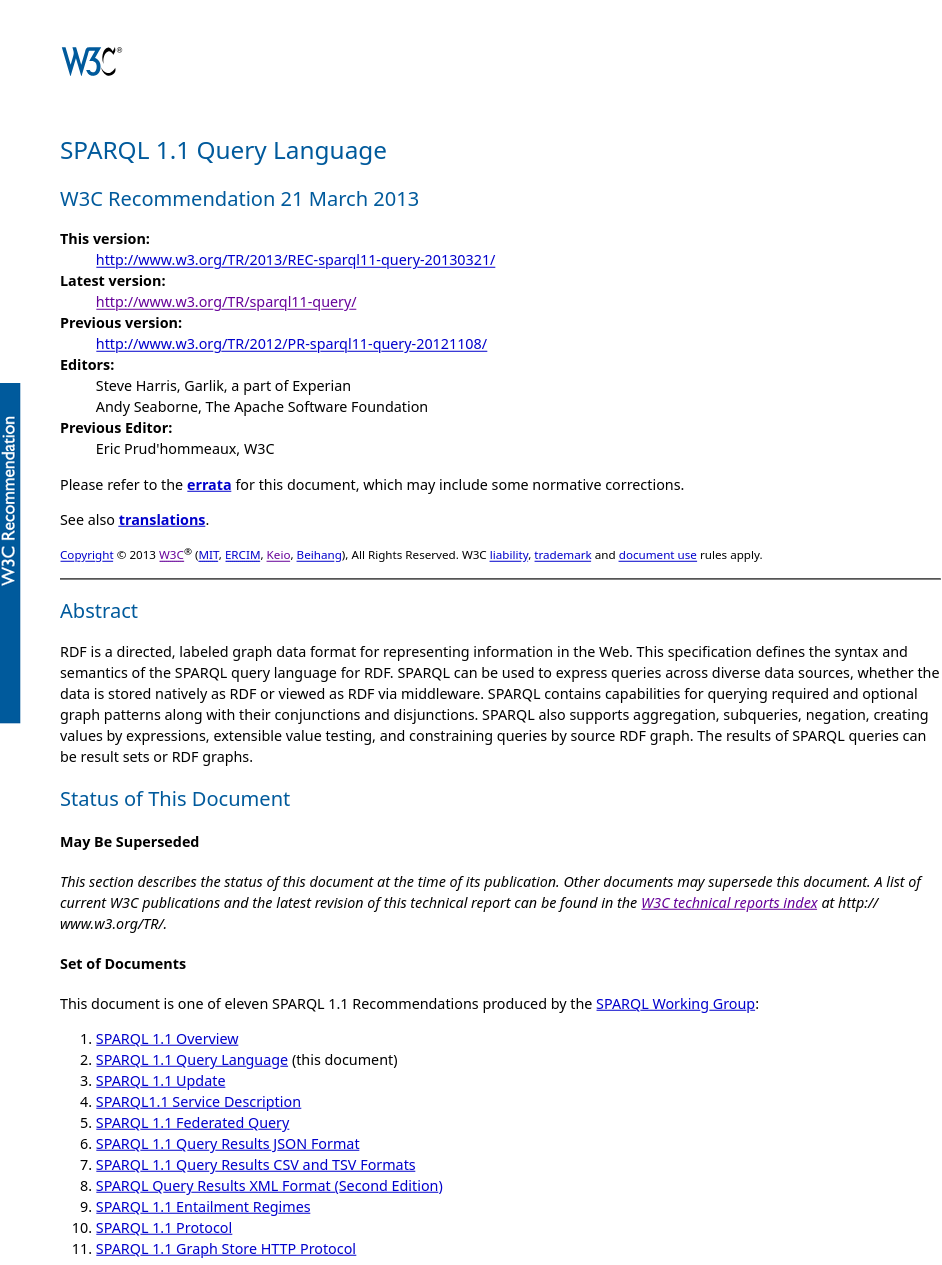 W3C®
SPARQL 1.1 Query Language
W3C Recommendation 21 March 2013
This version:
http://www.w3.org/TR/2013/REC-sparql11-query-20130321/
Latest version:
http://www.w3.org/TR/sparql11-query/
Previous version:
http://www.w3.org/TR/2012/PR-sparql11-query-20121108/
Editors:
Steve Harris, Garlik, a part of Experian
Andy Seaborne, The Apache Software Foundation
Previous Editor:
Eric Prud'hommeaux, W3C
W3C Recommendation
Please refer to the errata for this document, which may include some normative corrections.
See also translations.
Copyright © 2013 W3C® (MIT, ERCIM, Keio, Beihang), All Rights Reserved. W3C liability, trademark and document use rules apply.
Abstract
RDF is a directed, labeled graph data format for representing information in the Web. This specification defines the syntax and
semantics of the SPARQL query language for RDF. SPARQL can be used to express queries across diverse data sources, whether the
data is stored natively as RDF or viewed as RDF via middleware. SPARQL contains capabilities for querying required and optional
graph patterns along with their conjunctions and disjunctions. SPARQL also supports aggregation, subqueries, negation, creating
values by expressions, extensible value testing, and constraining queries by source RDF graph. The results of SPARQL queries can
be result sets or RDF graphs.
Status of This Document
May Be Superseded
This section describes the status of this document at the time of its publication. Other documents may supersede this document. A list of
current W3C publications and the latest revision of this technical report can be found in the W3C technical reports index at http://
www.w3.org/TR/.
Set of Documents
This document is one of eleven SPARQL 1.1 Recommendations produced by the SPARQL Working Group:
1. SPARQL 1.1 Overview
2. SPARQL 1.1 Query Language (this document)
3. SPARQL 1.1 Update
4. SPARQL1.1 Service Description
5. SPARQL 1.1 Federated Query
6. SPARQL 1.1 Query Results JSON Format
7. SPARQL 1.1 Query Results CSV and TSV Formats
8. SPARQL Query Results XML Format (Second Edition)
9. SPARQL 1.1 Entailment Regimes
10. SPARQL 1.1 Protocol
11. SPARQL 1.1 Graph Store HTTP Protocol